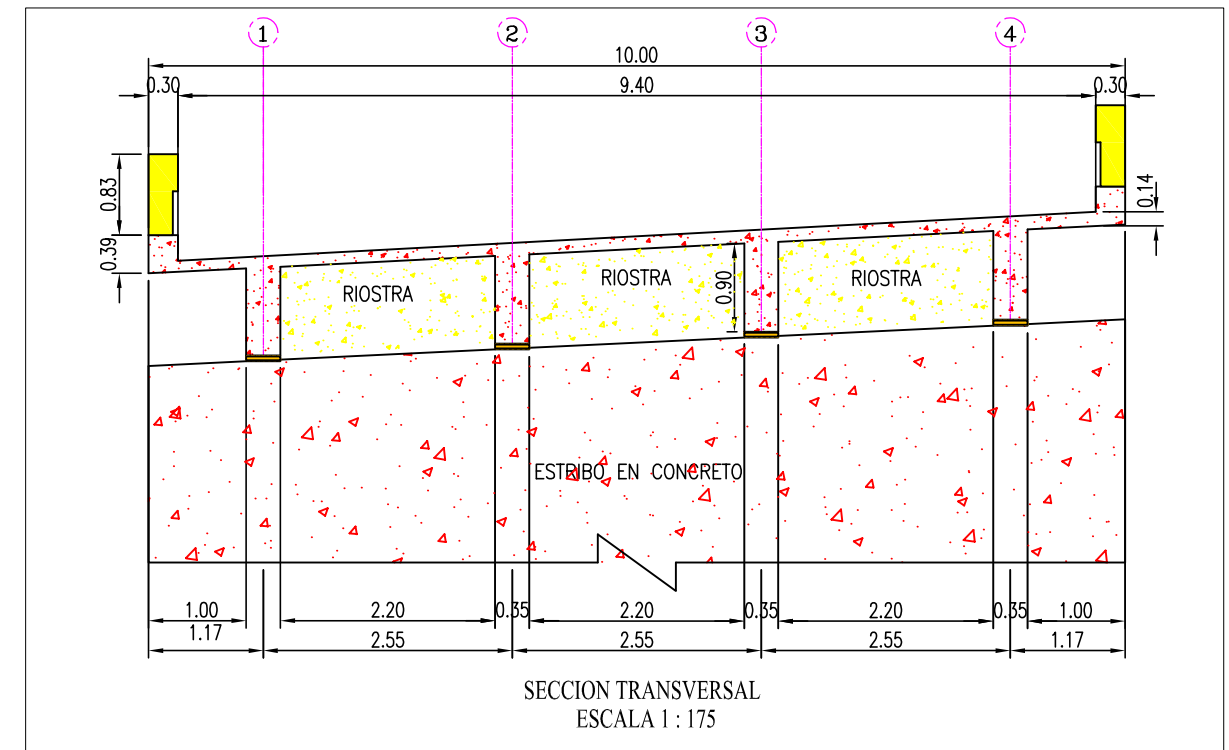 1 2 3 4
10.00
0.30 9.40 0.30
0.83
0.39
0.14
RIOSTRA
RIOSTRA
RIOSTRA
0.90
ESTRIBO EN CONCRETO
1.00 2.20 0.35 2.20 0.35 2.20 0.35 1.00
1.17 2.55 2.55 2.55 1.17
SECCION TRANSVERSAL
ESCALA 1 : 175